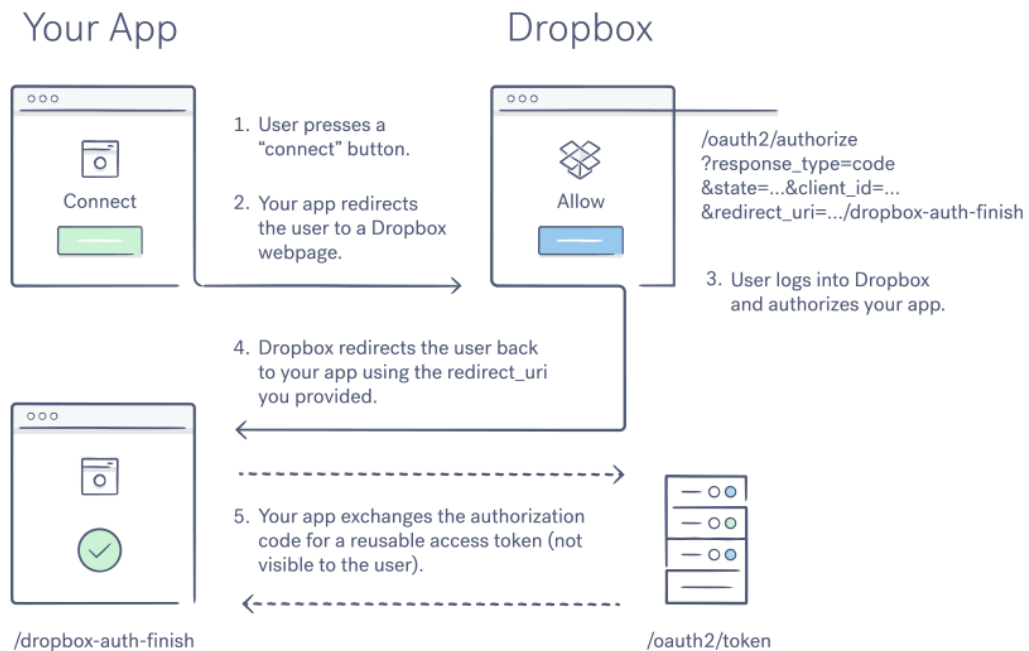 Your App
Dropbox
1. User presses a
“connect” button.
Connect
2. Your app redirects
the user to a Dropbox
webpage.
Allow
/oauth2/authorize
?response_type=code
&state=...&client_id=...
&redirect_uri=.../dropbox-auth-finish
3. User logs into Dropbox
and authorizes your app.
4. Dropbox redirects the user back
to your app using the redirect_uri
you provided.
5. Your app exchanges the authorization
code for a reusable access token (not
visible to the user).
/dropbox-auth-finish
/oauth2/token